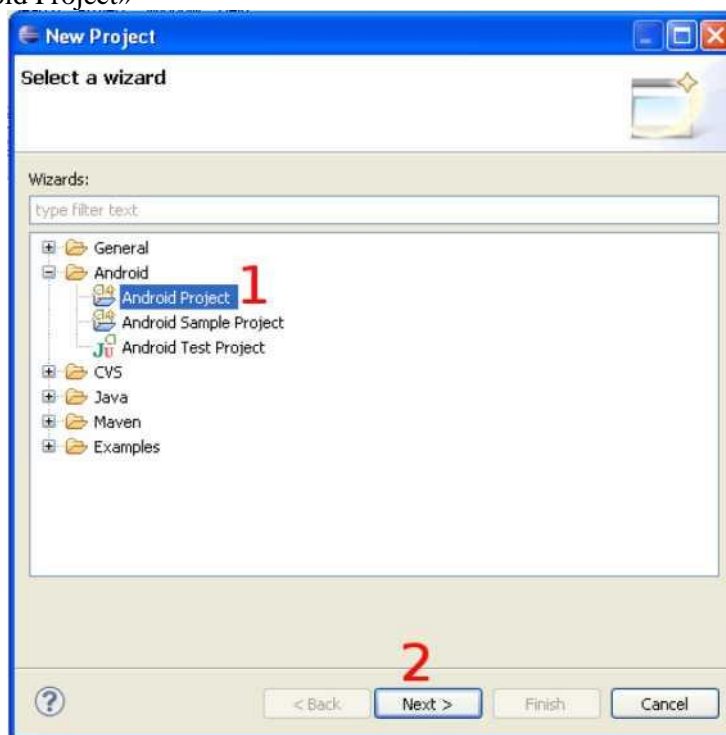 Project»
New Project
Select a wizard
Wizards:
type filter text
General
Android
Android Project 1
Android Sample Project
Android Test Project
CVS
Java
Maven
Examples
2
? < Back Next > Finish Cancel